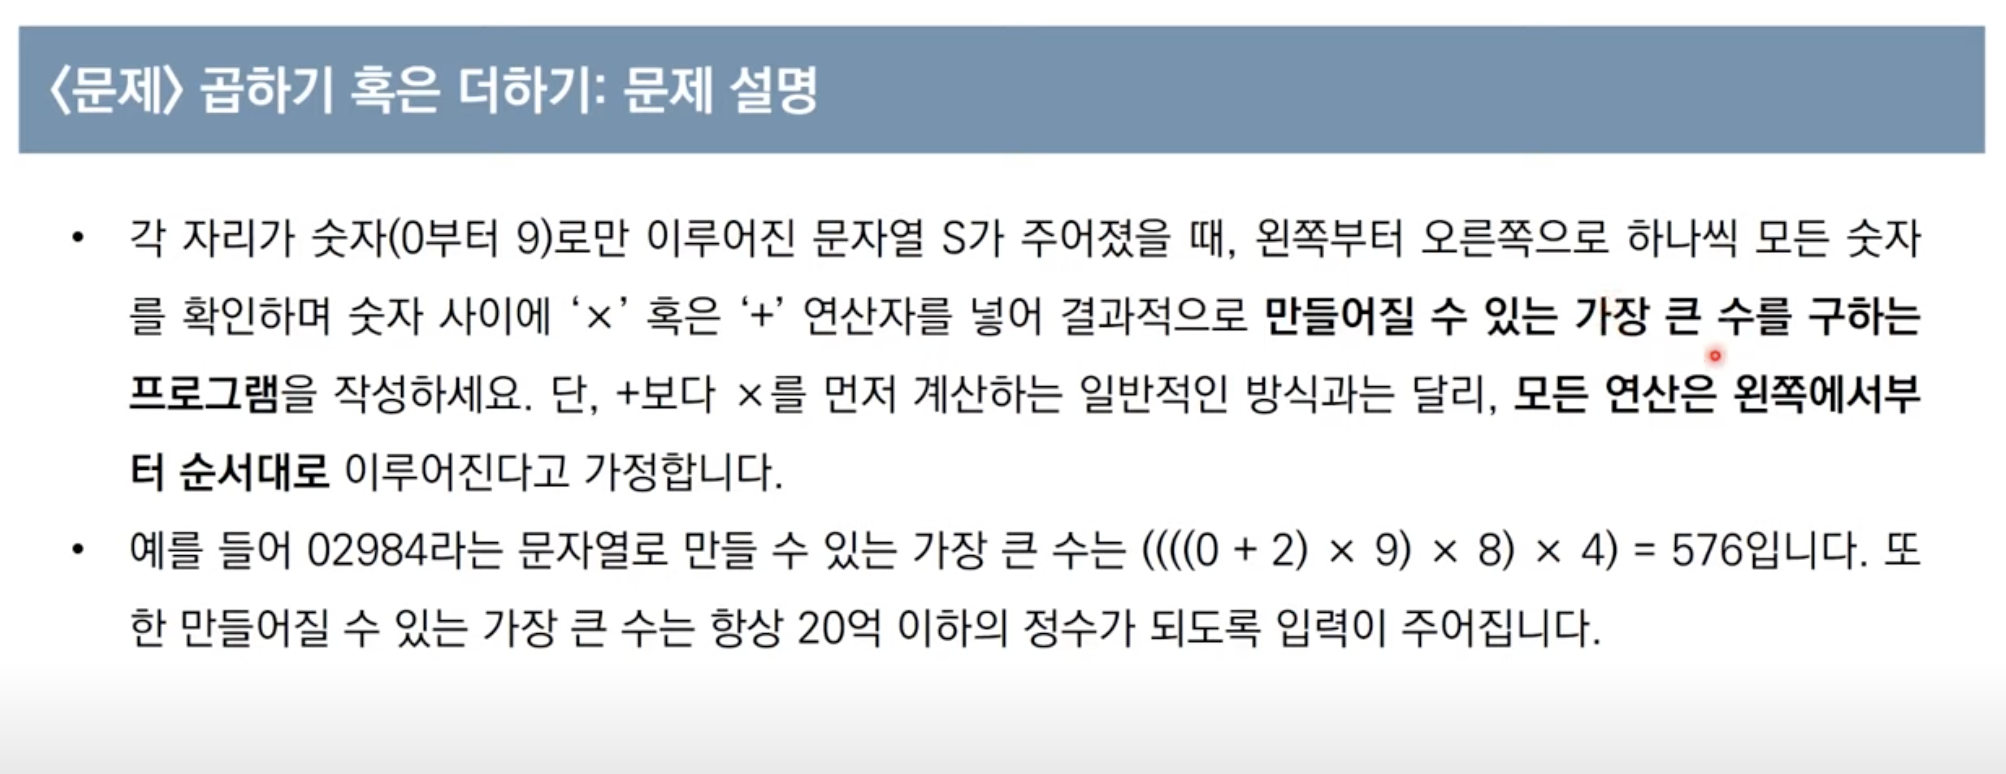 〈문제〉 곱하기 혹은 더하기: 문제 설명
• 각 자리가 숫자(0부터 9)로만 이루어진 문자열 S가 주어졌을 때, 왼쪽부터 오른쪽으로 하나씩 모든 숫자
를 확인하며 숫자 사이에 ‘×’ 혹은 ‘+’ 연산자를 넣어 결과적으로 만들어질 수 있는 가장 큰 수를 구하는
프로그램을 작성하세요. 단, +보다 ×를 먼저 계산하는 일반적인 방식과는 달리, 모든 연산은 왼쪽에서부
터 순서대로 이루어진다고 가정합니다.
• 예를 들어 02984라는 문자열로 만들 수 있는 가장 큰 수는 ((((0 + 2) × 9) × 8) × 4) = 576입니다. 또
한 만들어질 수 있는 가장 큰 수는 항상 20억 이하의 정수가 되도록 입력이 주어집니다.